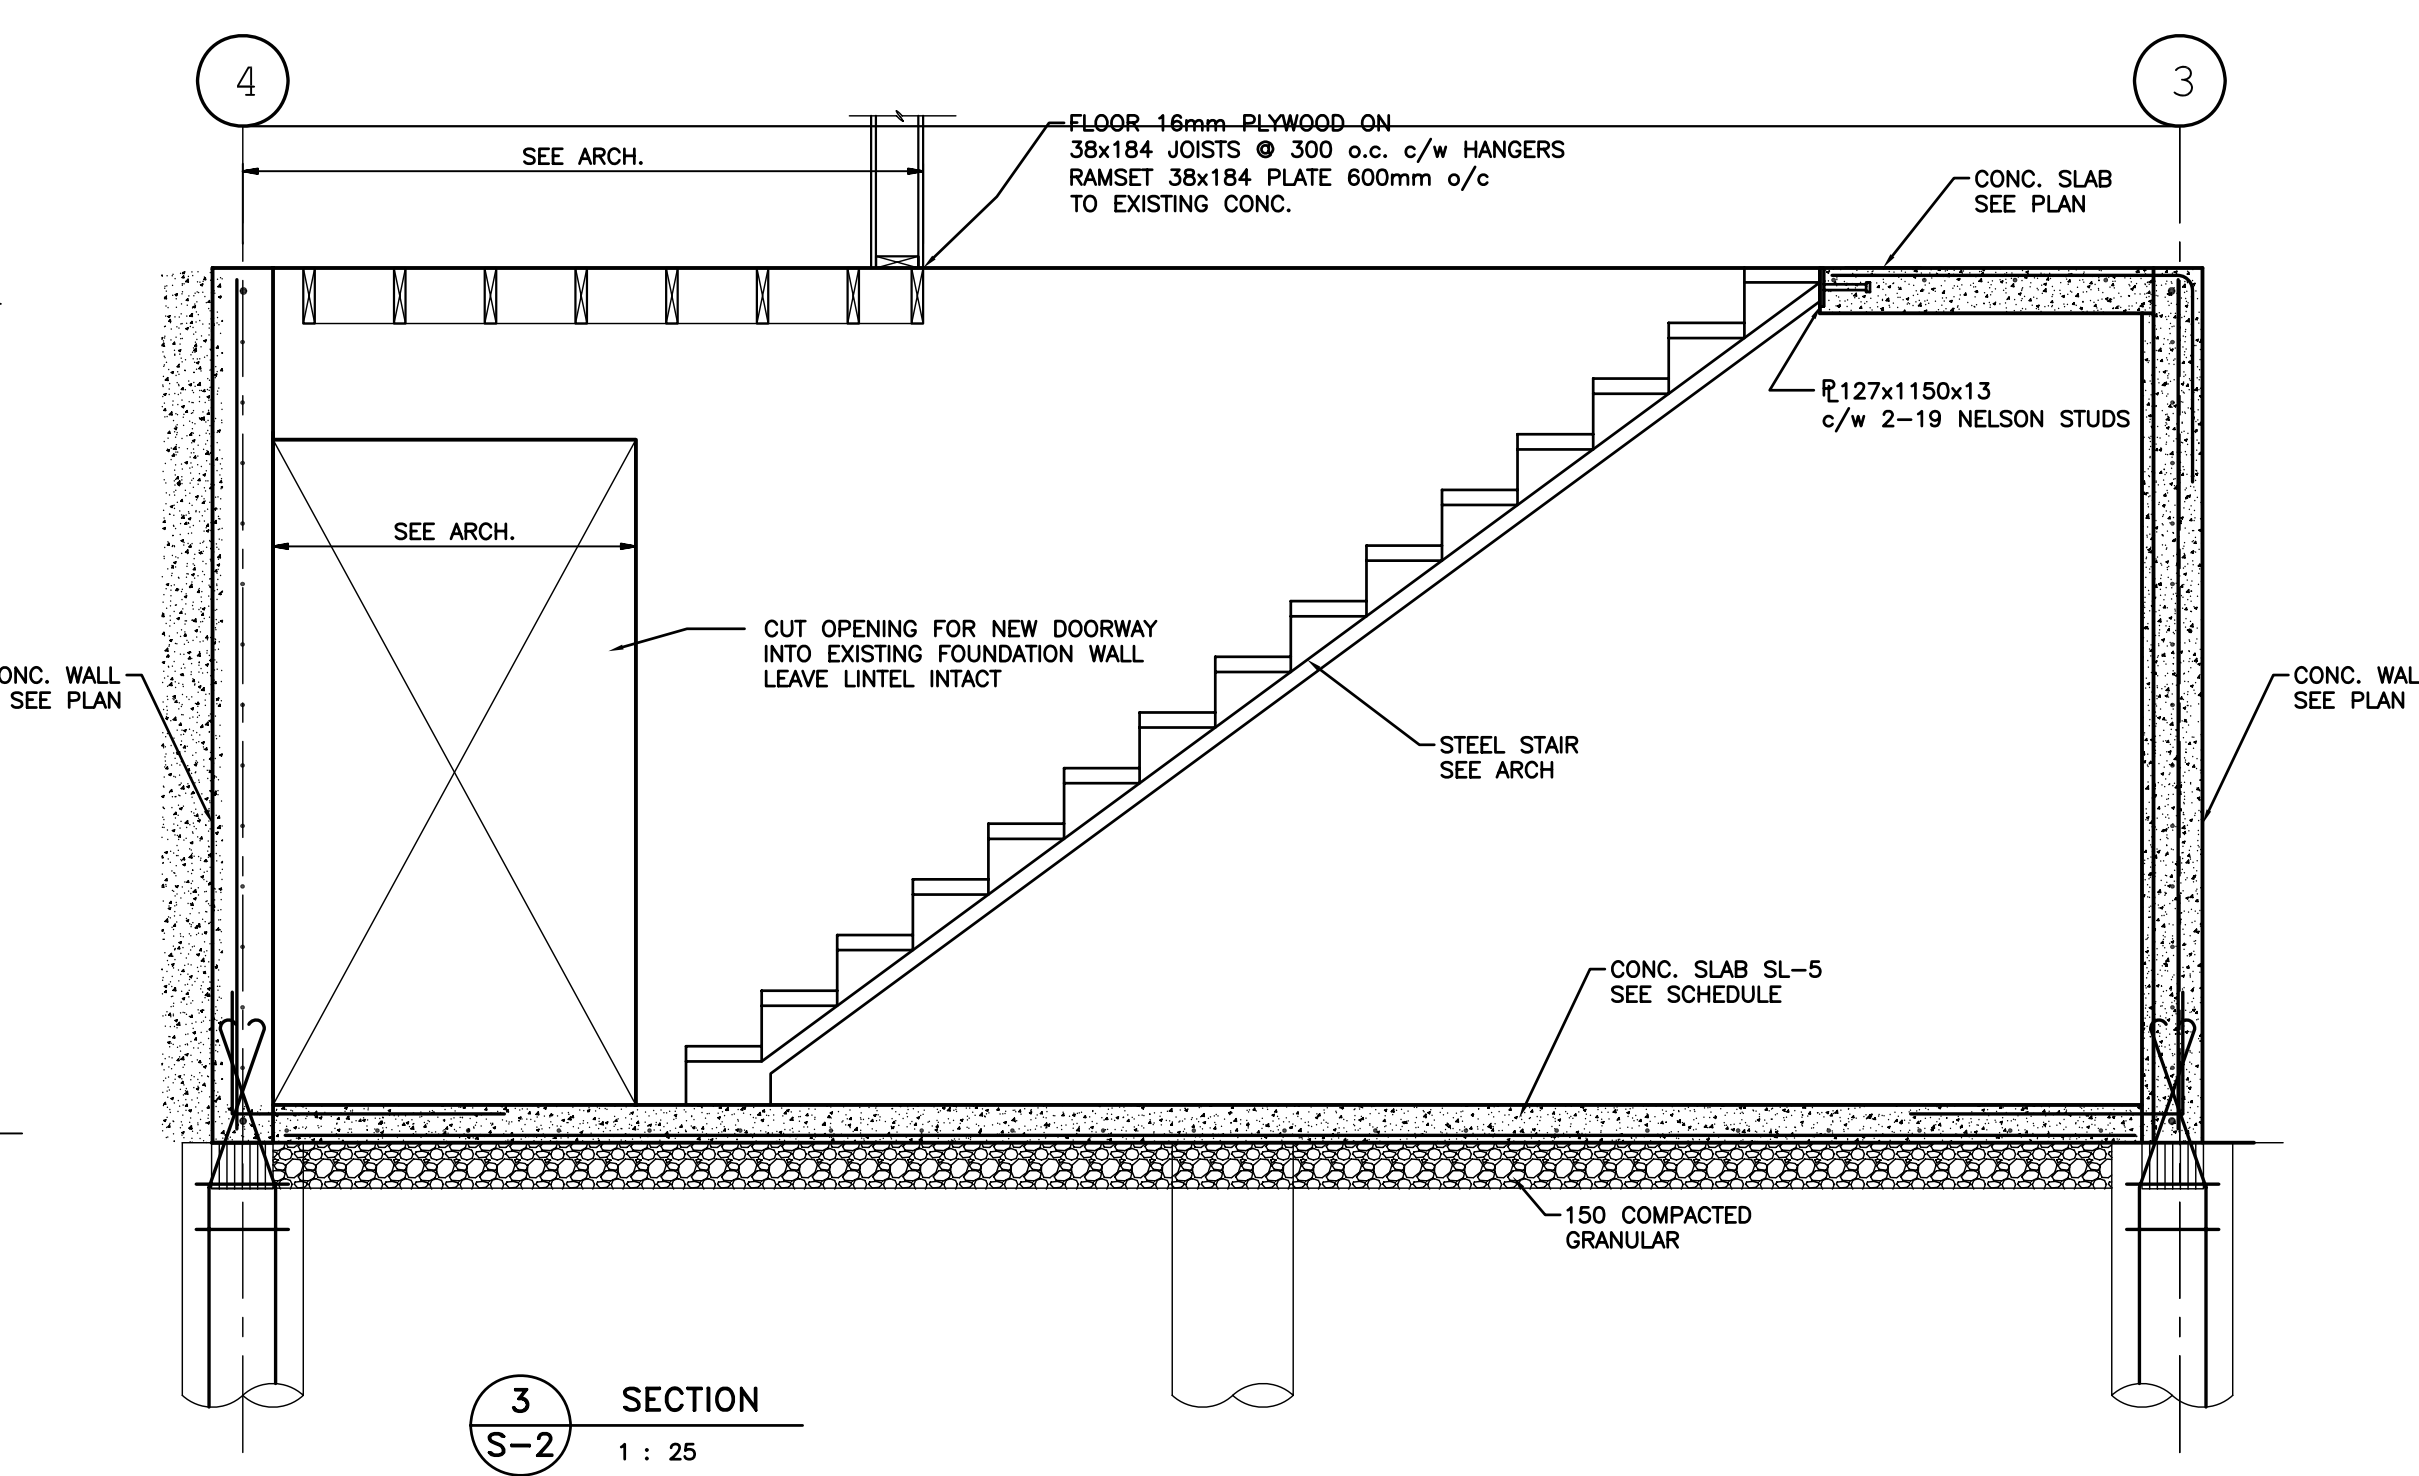 4
3
SEE ARCH.
FLOOR 16mm PLYWOOD ON
38x184 JOISTS @ 300 o.c. c/w HANGERS
RAMSET 38x184 PLATE 600mm o/c
TO EXISTING CONC.
CONC. SLAB
SEE PLAN
℄127x1150x13
c/w 2-19 NELSON STUDS
SEE ARCH.
CUT OPENING FOR NEW DOORWAY
INTO EXISTING FOUNDATION WALL
LEAVE LINTEL INTACT
ONC. WALL
SEE PLAN
CONC. WAL
SEE PLAN
STEEL STAIR
SEE ARCH
CONC. SLAB SL-5
SEE SCHEDULE
150 COMPACTED
GRANULAR
3
S-2
SECTION
1 : 25